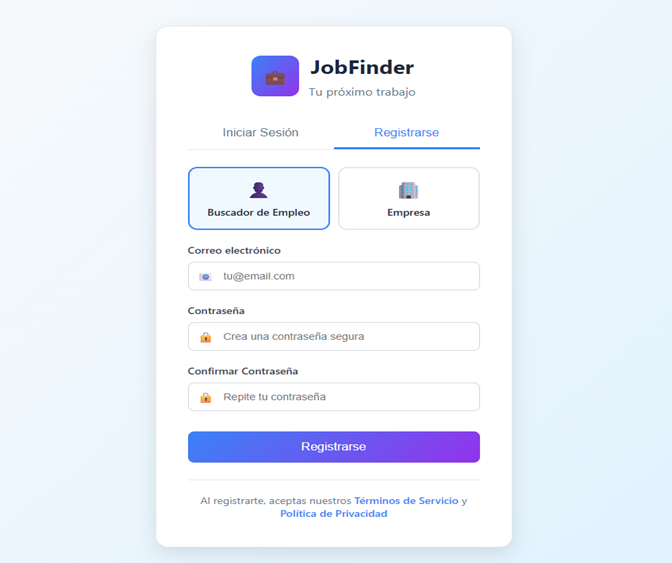 JobFinder
Tu próximo trabajo
Iniciar Sesión
Registrarse
Buscador de Empleo
Empresa
Correo electrónico
tu@email.com
Contraseña
Crea una contraseña segura
Confirmar Contraseña
Repite tu contraseña
Registrarse
Al registrarte, aceptas nuestros Términos de Servicio y
Política de Privacidad